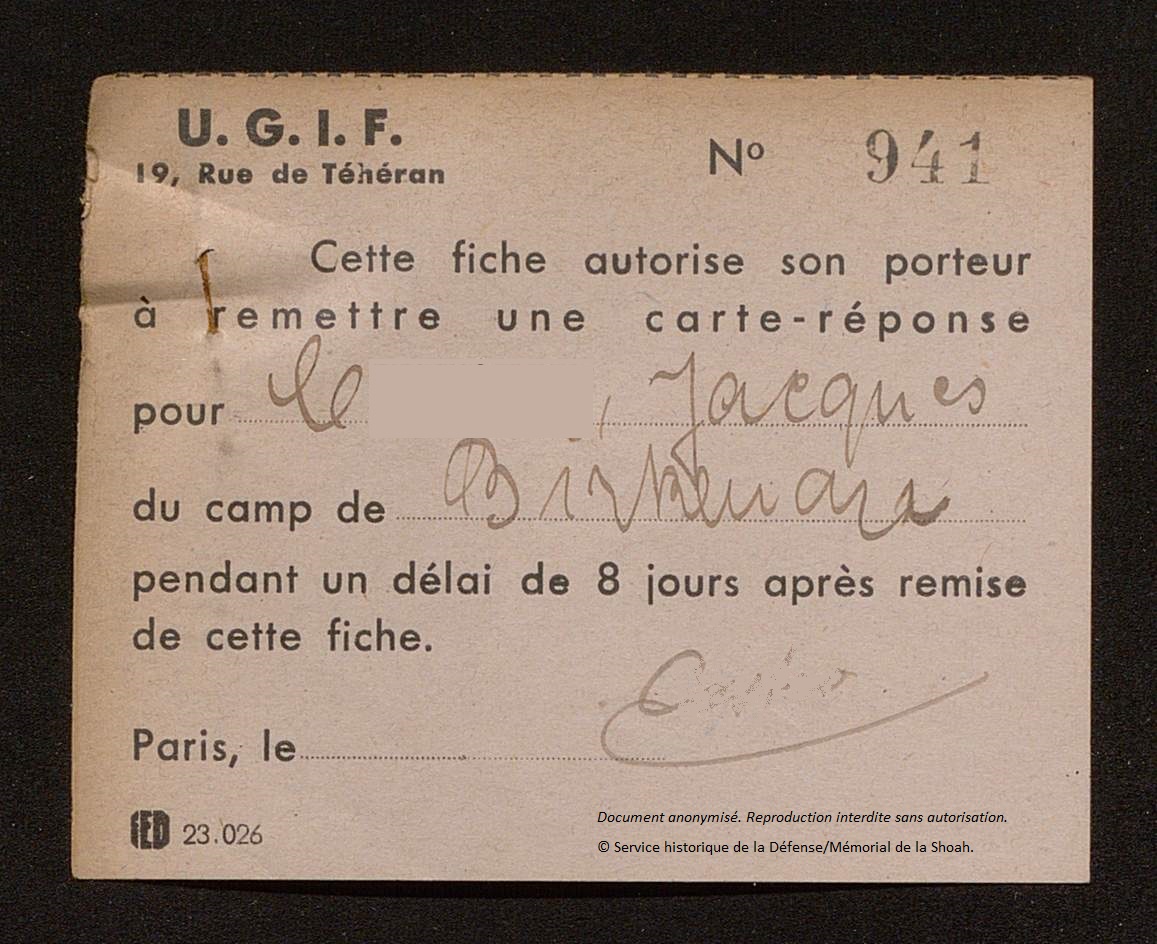 U. G. I. F.
19, Rue de Téhéran
Nº 941
Cette fiche autorise son porteur
à remettre une carte-réponse
pour , Jacques
du camp de Birkenau
pendant un délai de 8 jours après remise
de cette fiche.
Paris, le
IED 23.026
Document anonymisé. Reproduction interdite sans autorisation.
© Service historique de la Défense/Mémorial de la Shoah.